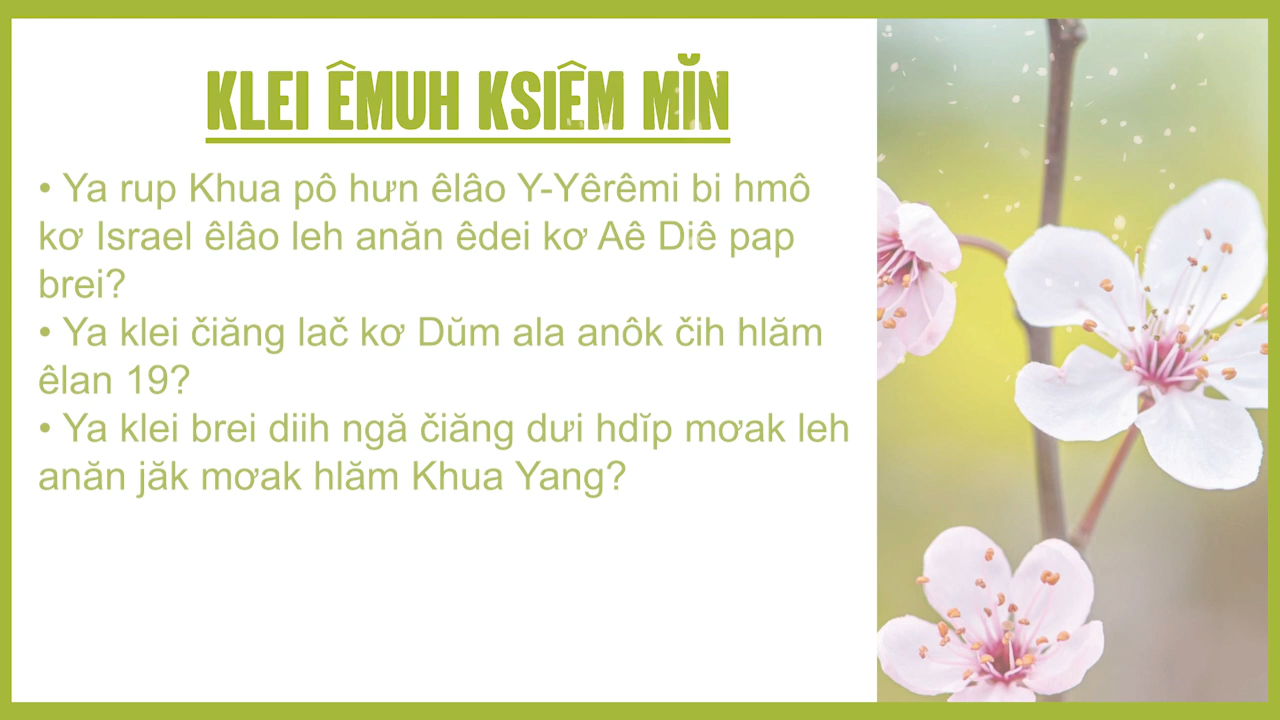 KLEI ÊMUH KSIÊM MĬN
• Ya rup Khua pô hưn êlâo Y-Yêrêmi bi hmô
kơ Israel êlâo leh anăn êdei kơ Aê Diê pap
brei?
• Ya klei čiăng lač kơ Dŭm ala anôk čih hlăm
êlan 19?
• Ya klei brei diih ngă čiăng dưi hdĭp mơak leh
anăn jăk mơak hlăm Khua Yang?